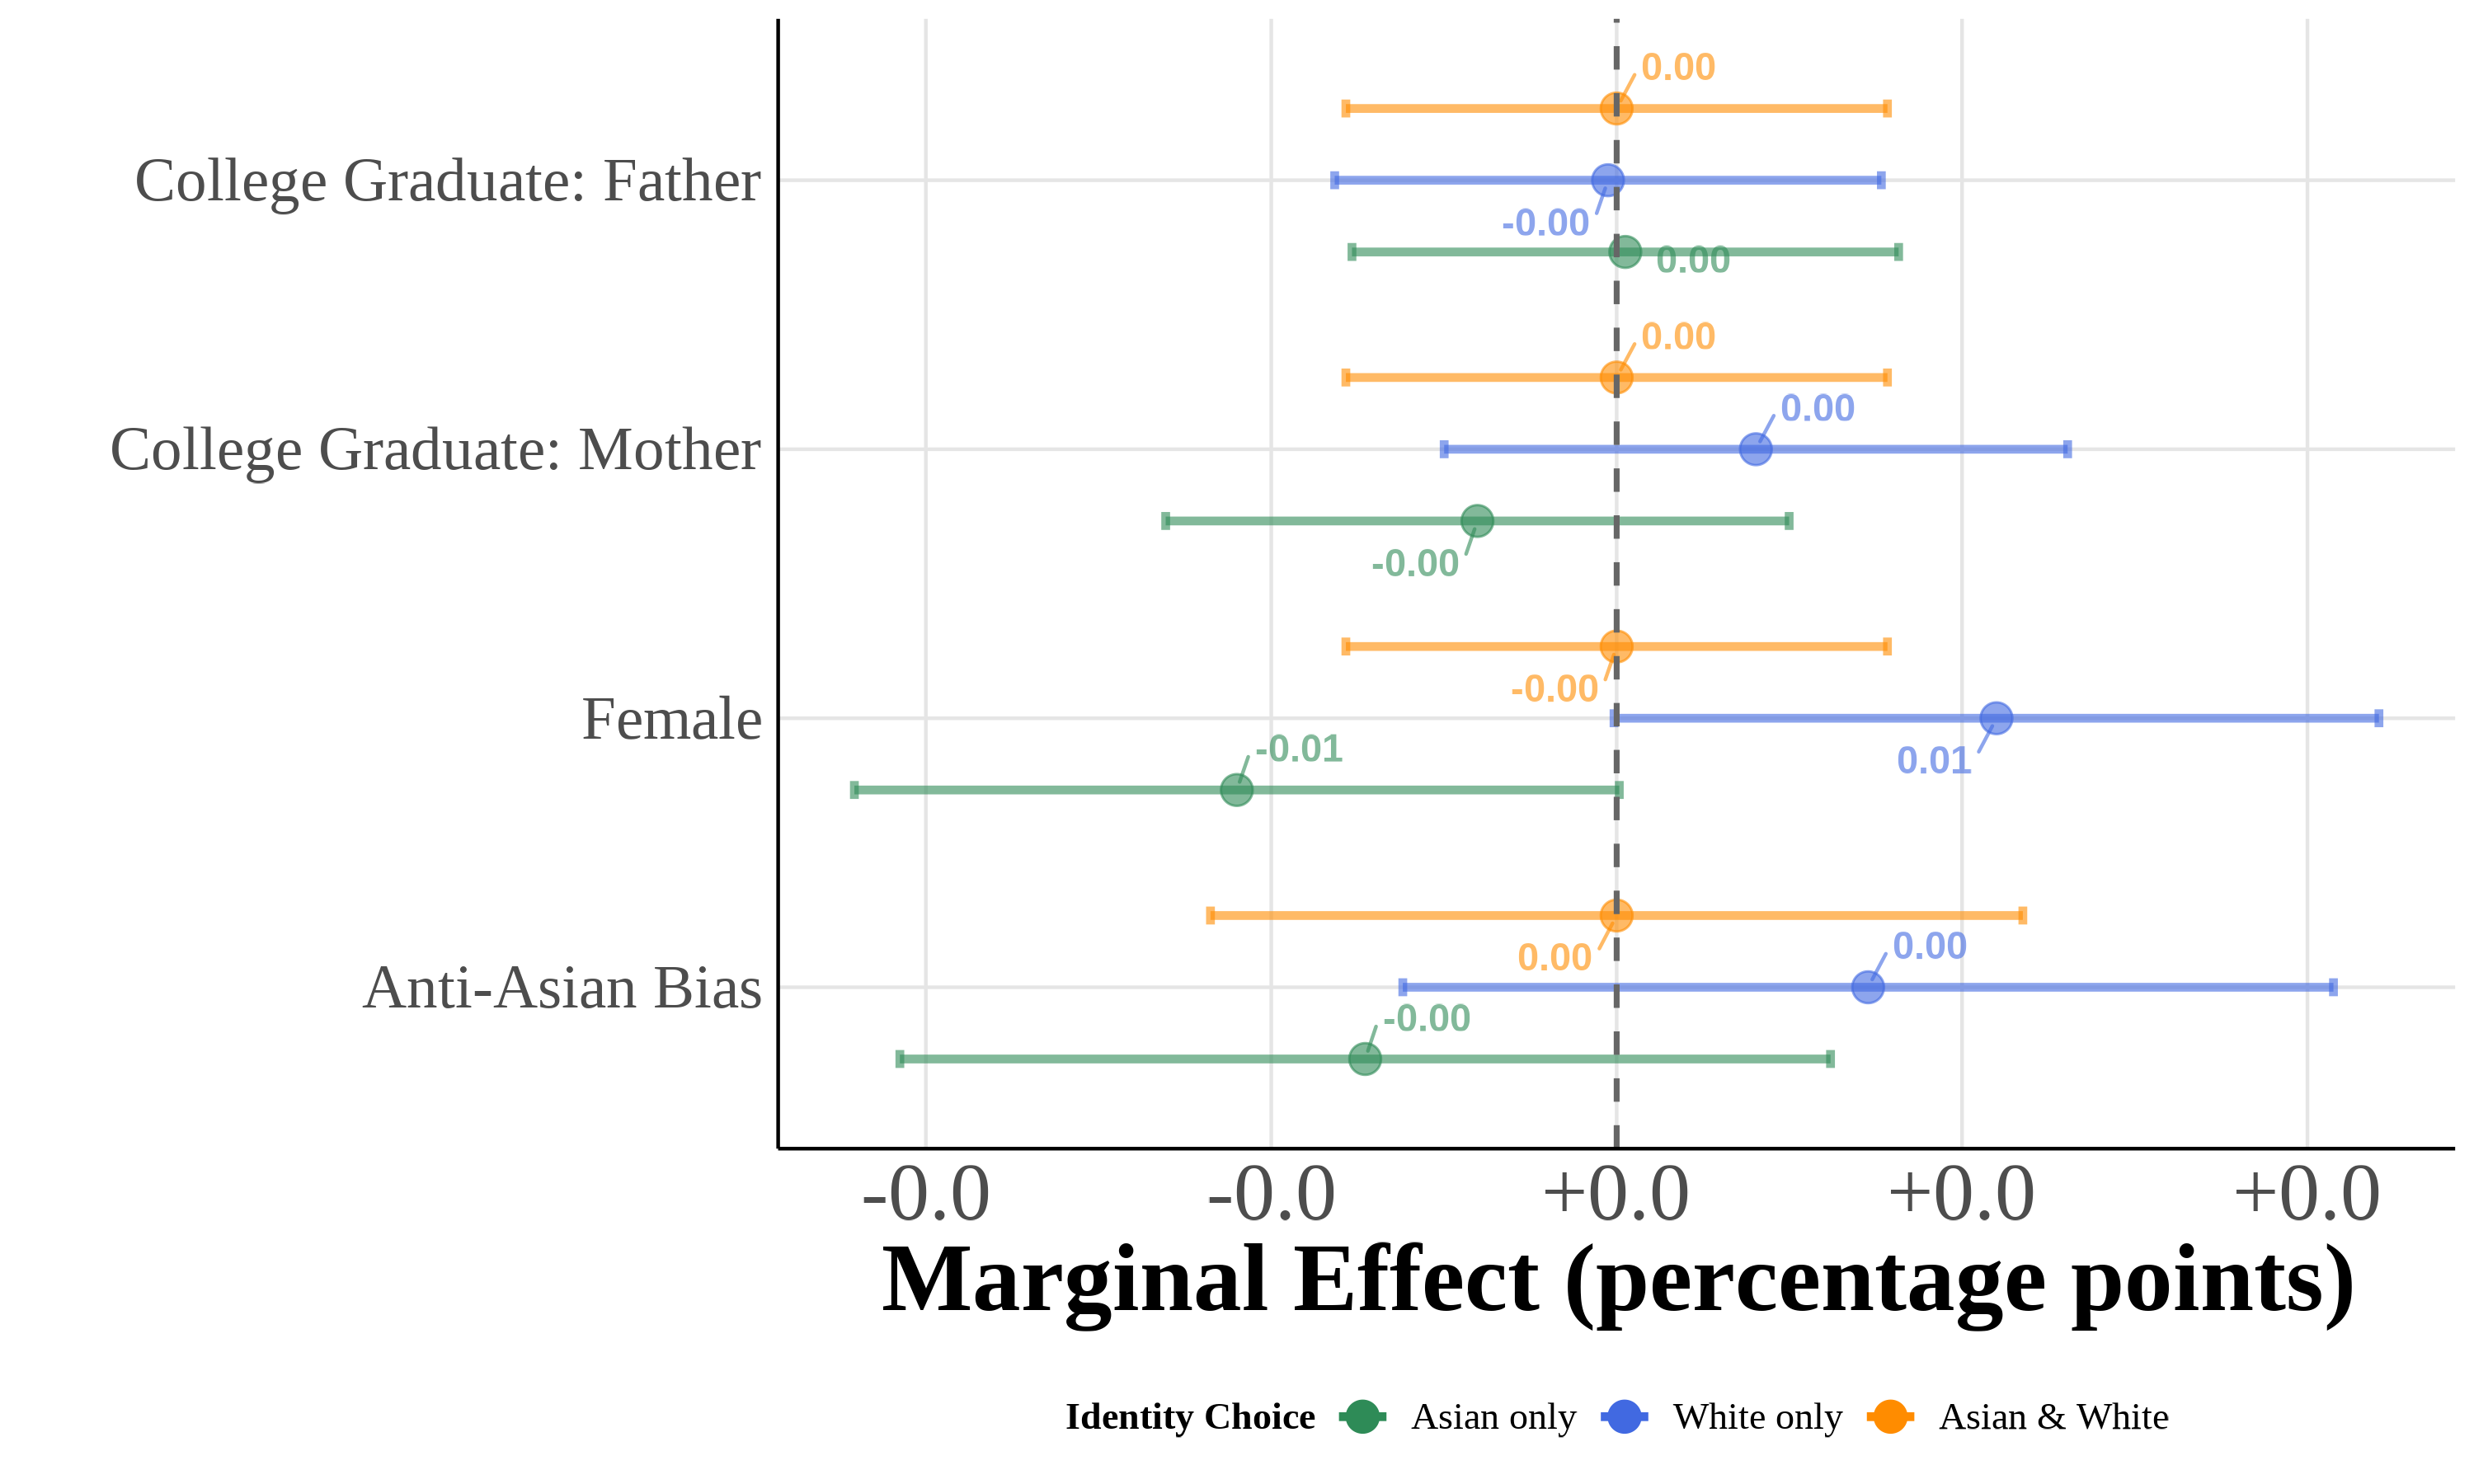 0.00
College Graduate: Father
-0.00
0.00
0.00
0.00
College Graduate: Mother
-0.00
-0.00
Female
-0.01
0.01
0.00
0.00
Anti-Asian Bias
-0.00
-0.0 -0.0 +0.0 +0.0 +0.0
Marginal Effect (percentage points)
Identity Choice Asian only White only Asian & White